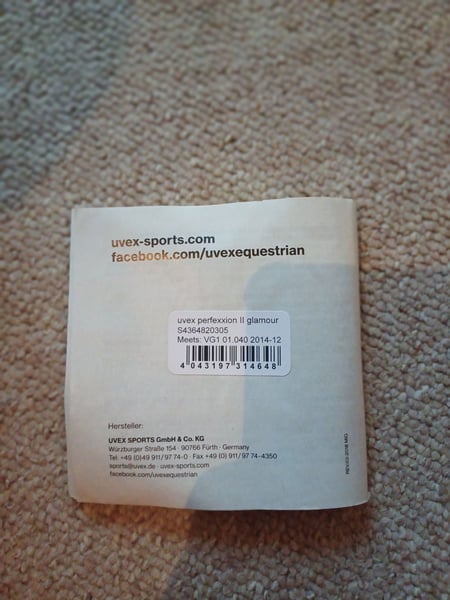 uvex-sports.com
facebook.com/uvexequestrian
uvex perfexxion II glamour
S4364820305
Meets: VG1 01.040 2014-12
4 043197 314648
Hersteller:
UVEX SPORTS GmbH & Co. KG
Würzburger Straße 154 · 90766 Fürth · Germany
Tel. +49 (0)49 911/97 74-0 · Fax +49 (0) 911/97 74-4350
sports@uvex.de · uvex-sports.com
facebook.com/uvexequestrian